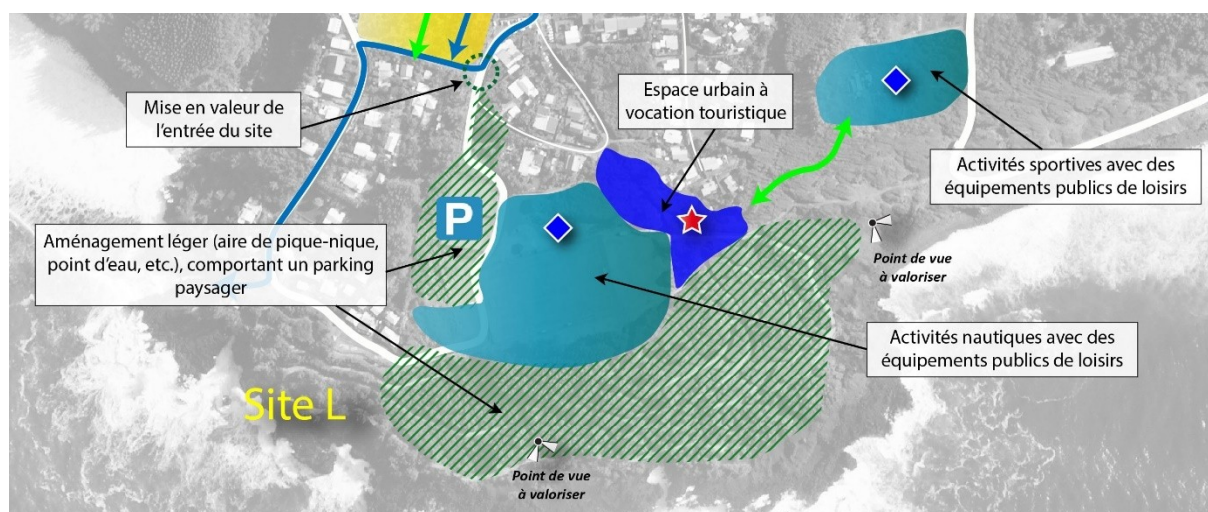 Mise en valeur de
l'entrée du site
Espace urbain à
vocation touristique
Activités sportives avec des
équipements publics de loisirs
P
Aménagement léger (aire de pique-nique,
point d'eau, etc.), comportant un parking
paysager
Point de vue
à valoriser
Activités nautiques avec des
équipements publics de loisirs
Site L
Point de vue
à valoriser